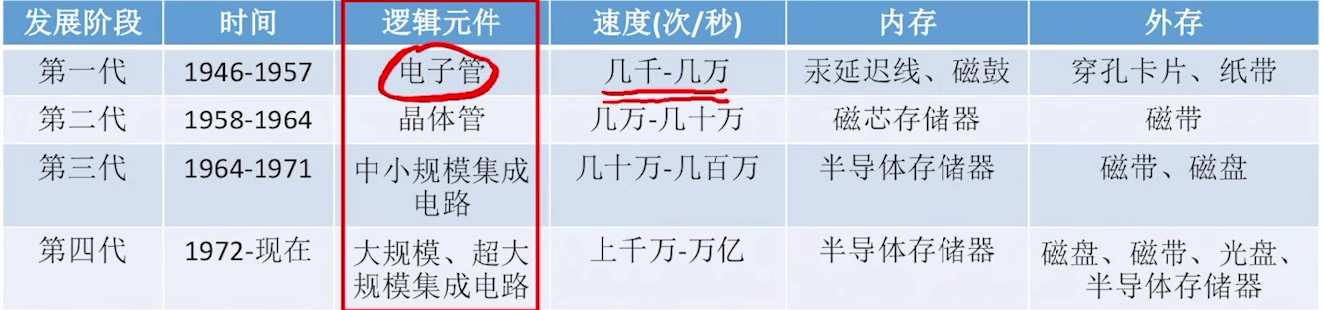 发展阶段 时间 逻辑元件 速度(次/秒) 内存 外存
第一代 1946-1957 电子管 几千-几万 汞延迟线、磁鼓 穿孔卡片、纸带
第二代 1958-1964 晶体管 几万-几十万 磁芯存储器 磁带
第三代 1964-1971 中小规模集成 几十万-几百万 半导体存储器 磁带、磁盘
电路
第四代 1972-现在 大规模、超大 上千万-万亿 半导体存储器 磁盘、磁带、光盘、
规模集成电路 半导体存储器